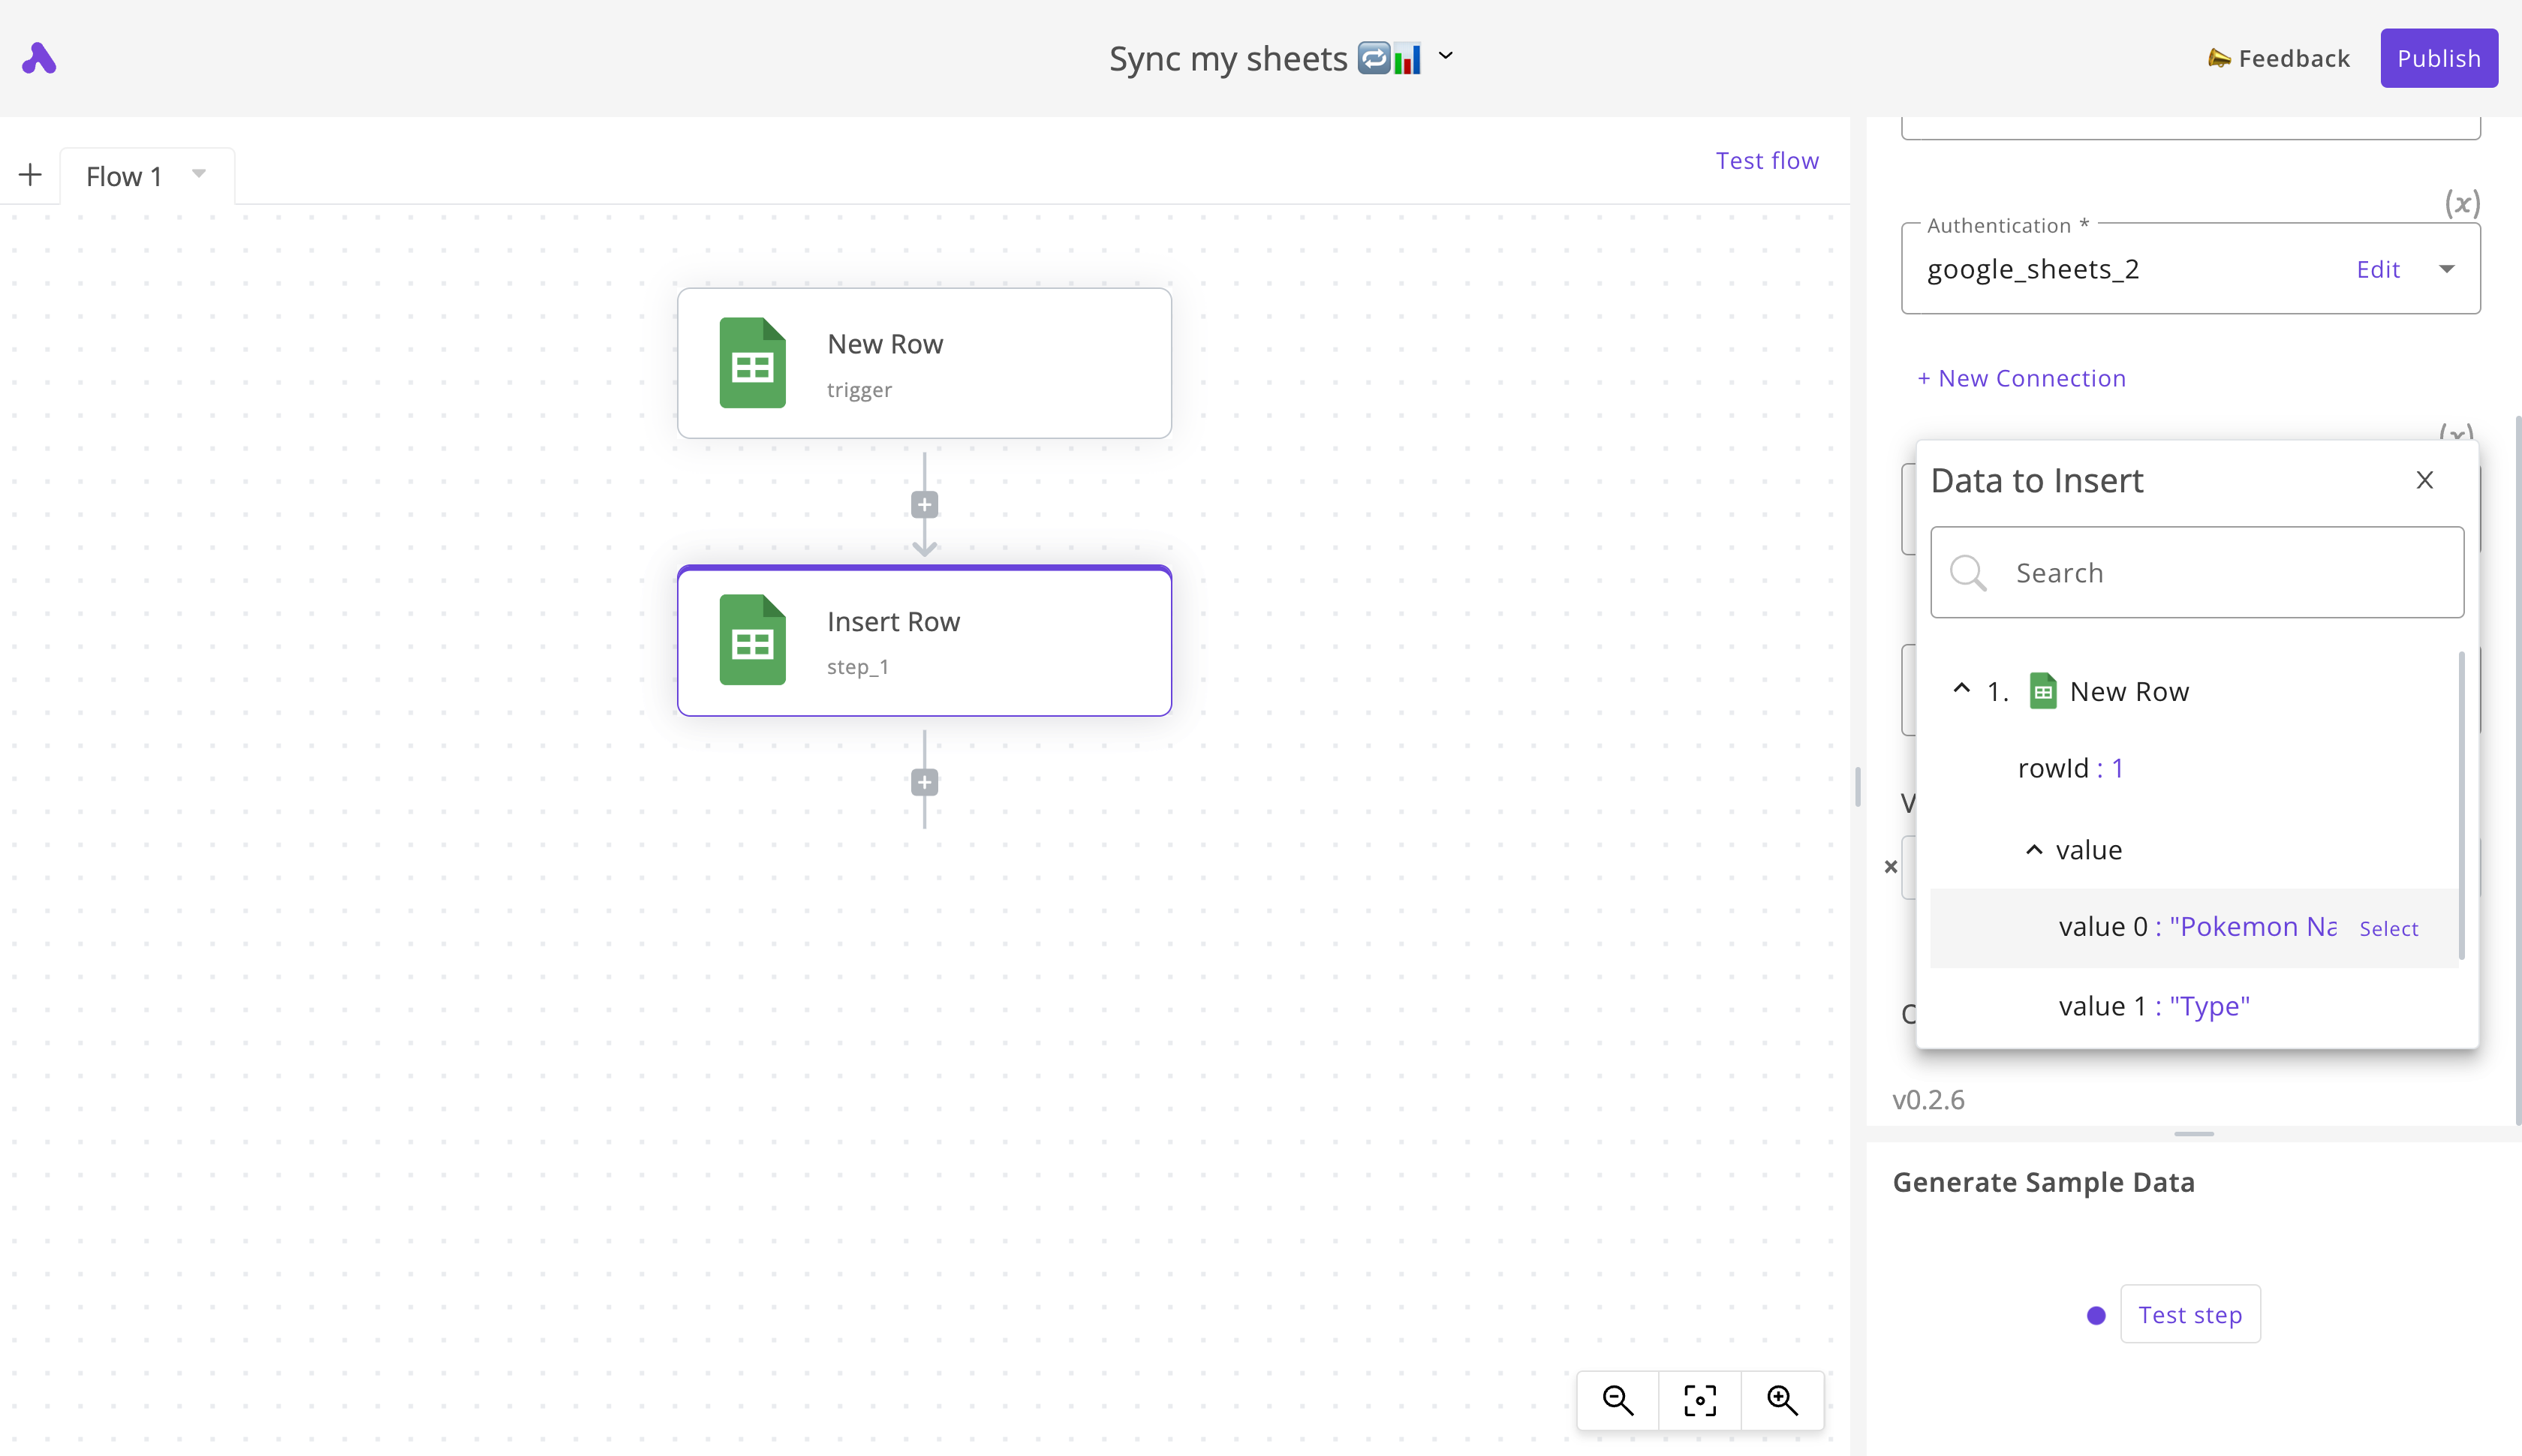 Sync my sheets 🔁📊
Feedback
Publish
Flow 1
Test flow
New Row
trigger
Insert Row
step_1
(x)
Authentication *
google_sheets_2
Edit
+ New Connection
Data to Insert
X
Search
1. New Row
rowId : 1
value
value 0 : "Pokemon Na
Select
value 1 : "Type"
v0.2.6
Generate Sample Data
Test step